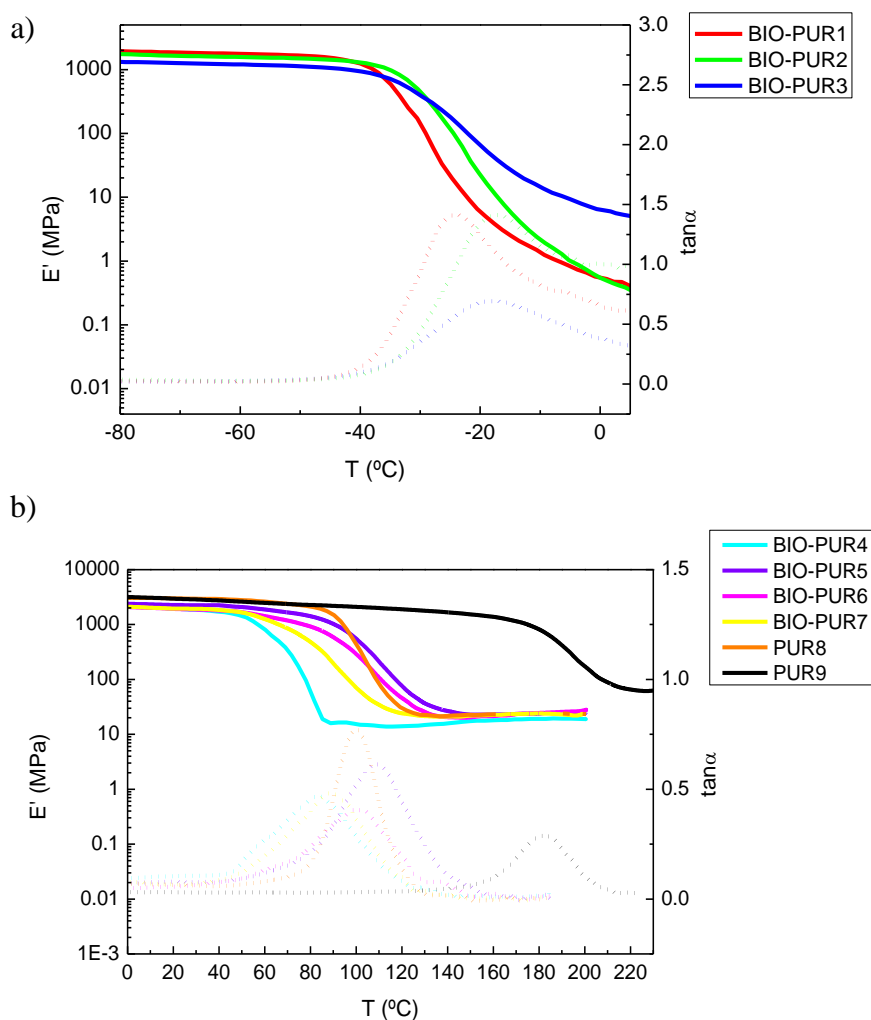 a)
BIO-PUR1
BIO-PUR2
BIO-PUR3
3.0
2.5
2.0
1.5
1.0
0.5
0.0
tanα
1000
100
10
1
0.1
0.01
E' (MPa)
-80
-60
-40
-20
0
T (ºC)
b)
BIO-PUR4
BIO-PUR5
BIO-PUR6
BIO-PUR7
PUR8
PUR9
10000
1000
100
10
1
0.1
0.01
1E-3
E' (MPa)
1.5
1.0
0.5
0.0
tanα
0 20 40 60 80 100 120 140 160 180 200 220
T (ºC)